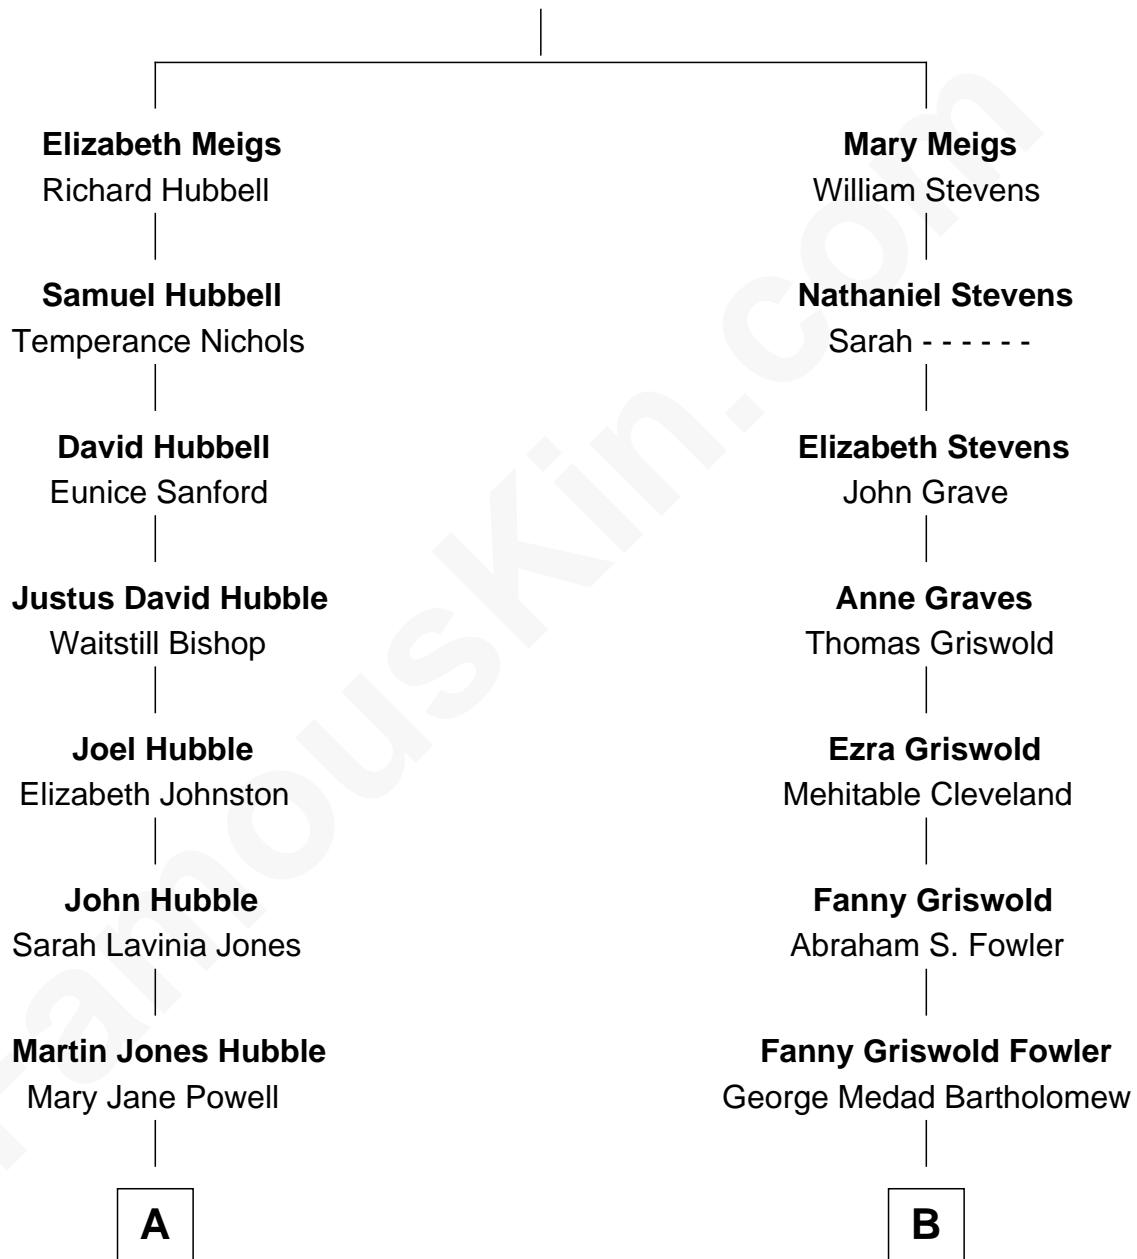 Elizabeth Meigs
Richard Hubbell
Samuel Hubbell
Temperance Nichols
David Hubbell
Eunice Sanford
Justus David Hubble
Waitstill Bishop
Joel Hubble
Elizabeth Johnston
John Hubble
Sarah Lavinia Jones
Martin Jones Hubble
Mary Jane Powell
A
Mary Meigs
William Stevens
Nathaniel Stevens
Sarah - - - - - -
Elizabeth Stevens
John Grave
Anne Graves
Thomas Griswold
Ezra Griswold
Mehitable Cleveland
Fanny Griswold
Abraham S. Fowler
Fanny Griswold Fowler
George Medad Bartholomew
B
FamousKin.com